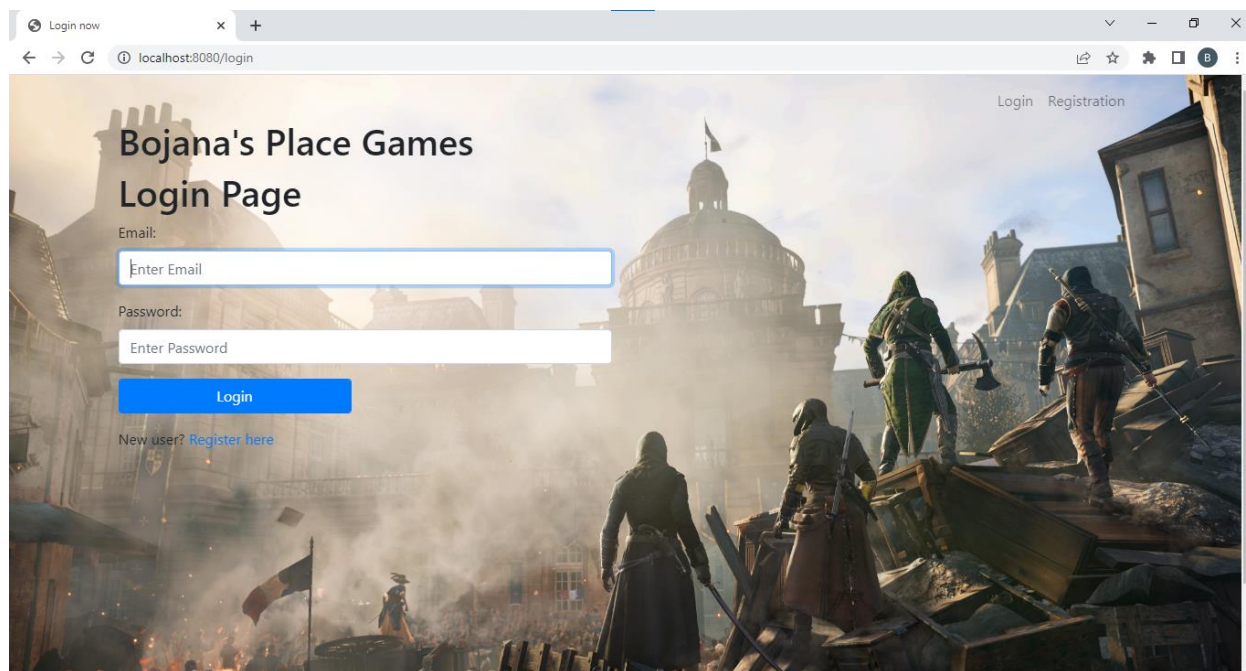 Login now
localhost:8080/login
B
Login Registration
Bojana's Place Games
Login Page
Email:
Enter Email
Password:
Enter Password
Login
New user? Register here